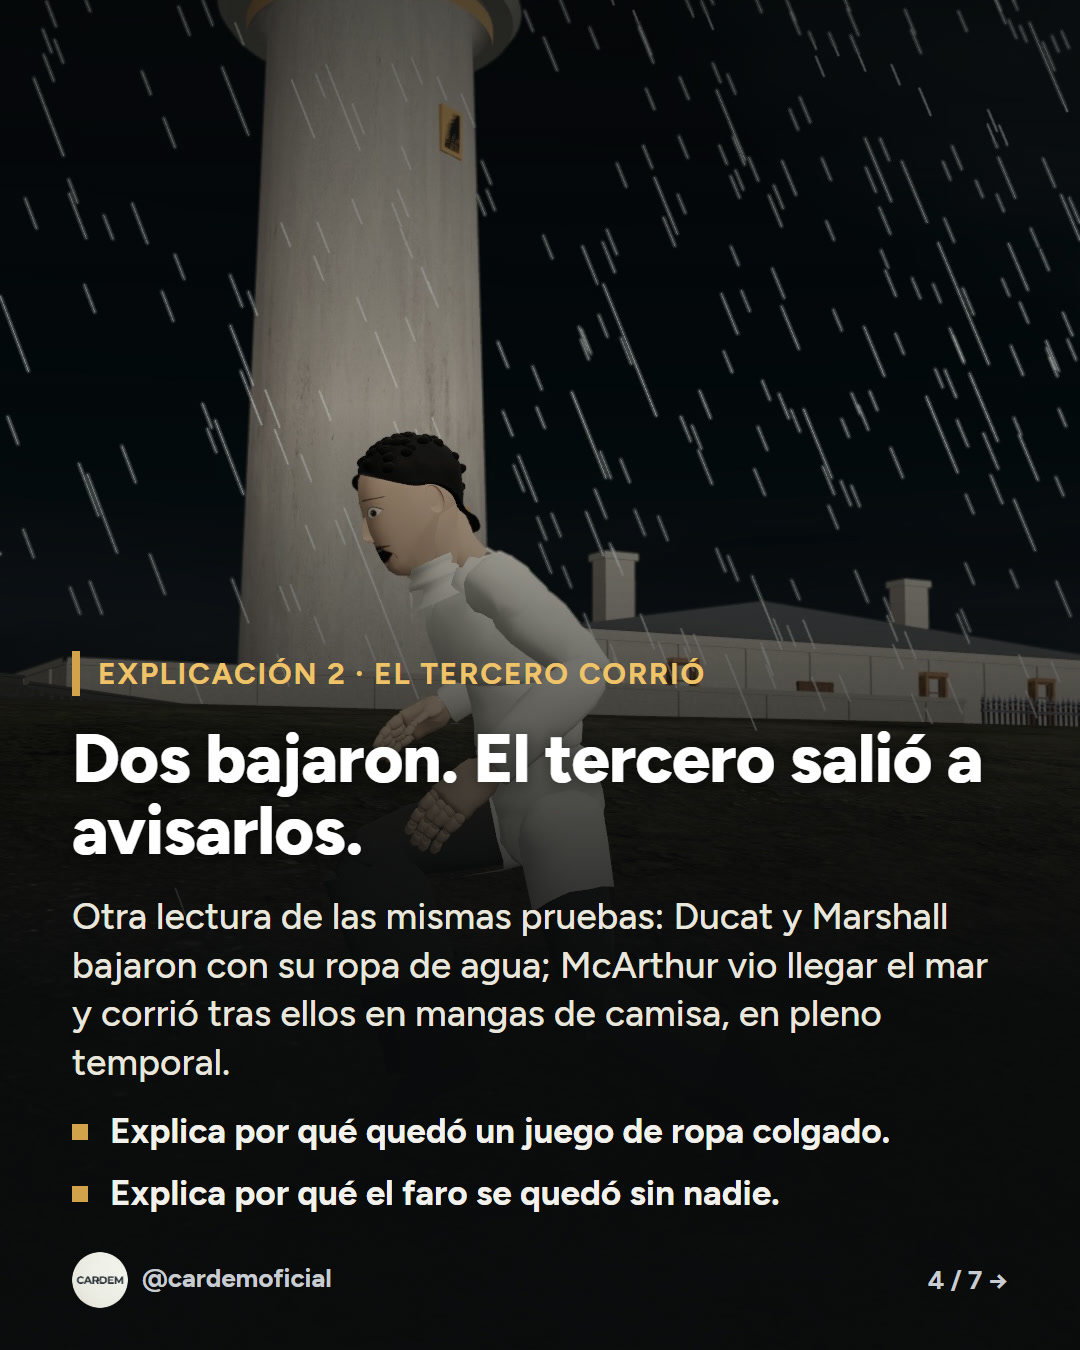 EXPLICACIÓN 2 · EL TERCERO CORRIÓ
Dos bajaron. El tercero salió a
avisarlos.
Otra lectura de las mismas pruebas: Ducat y Marshall
bajaron con su ropa de agua; McArthur vio llegar el mar
y corrió tras ellos en mangas de camisa, en pleno
temporal.
Explica por qué quedó un juego de ropa colgado.
Explica por qué el faro se quedó sin nadie.
CARDEM @cardemoficial
4 / 7 →